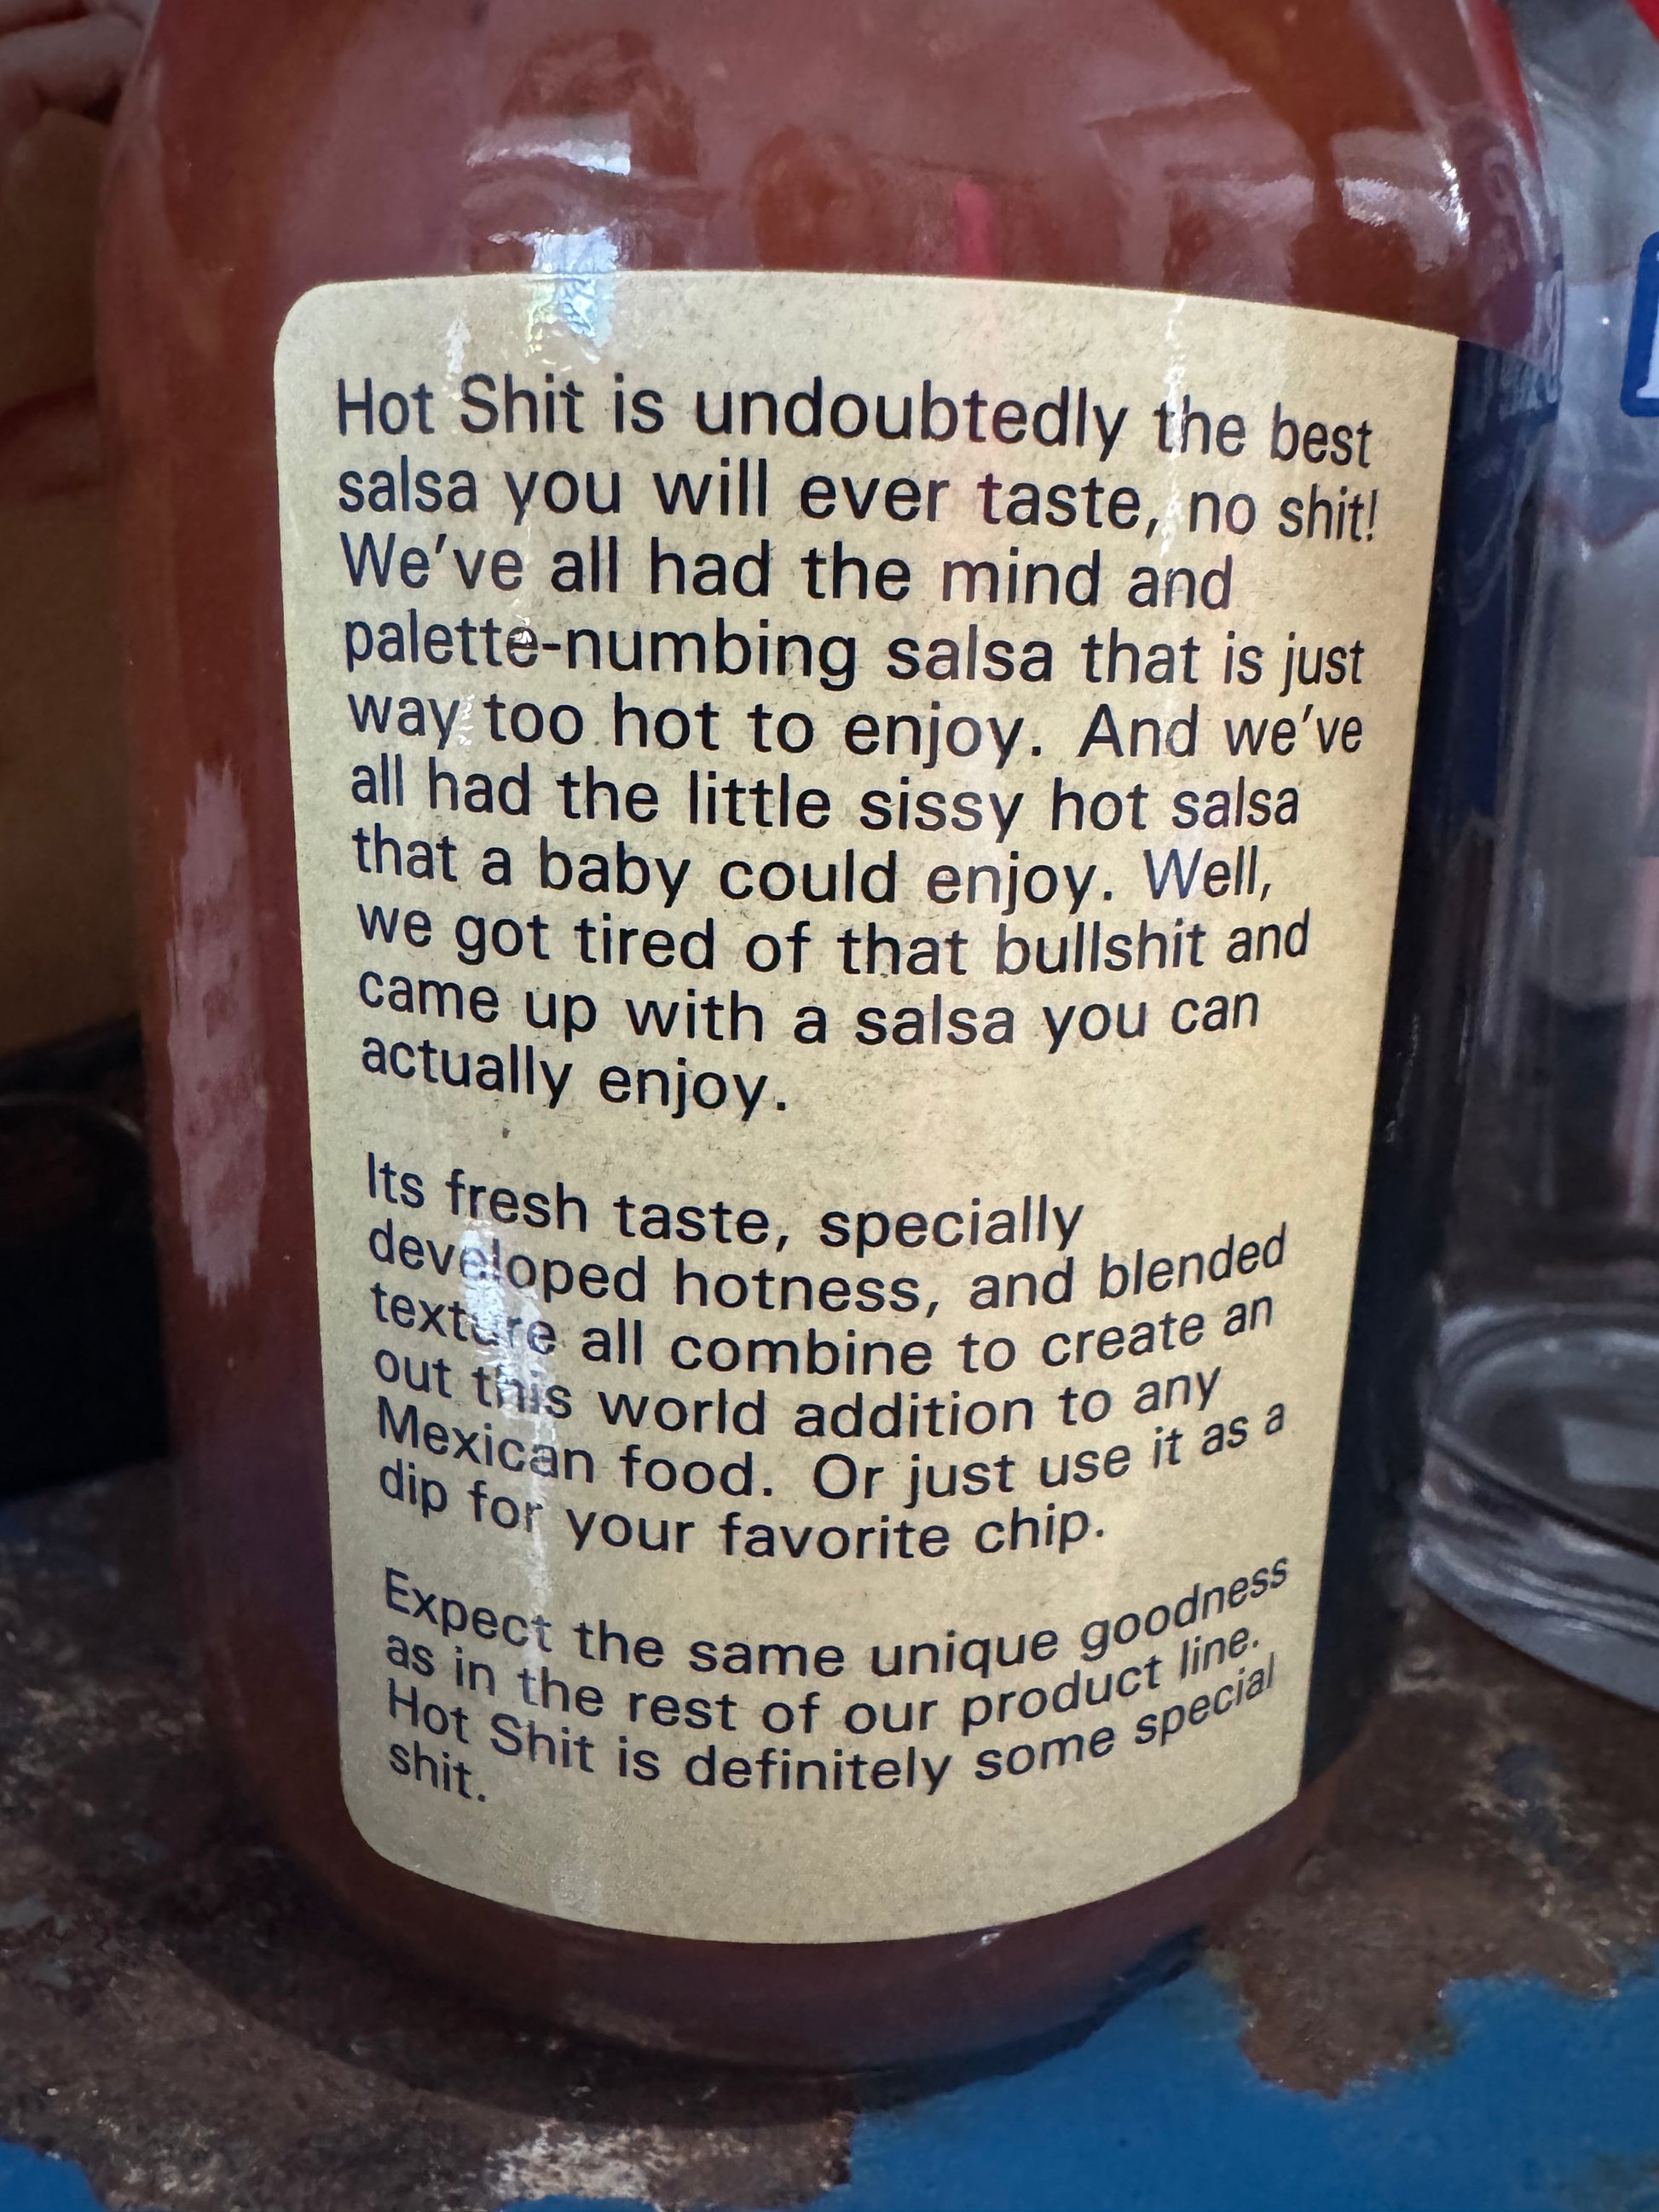 Hot Shit is undoubtedly the best
salsa you will ever taste, no shit!
We've all had the mind and
palette-numbing salsa that is just
way too hot to enjoy. And we've
all had the little sissy hot salsa
that a baby could enjoy. Well,
we got tired of that bullshit and
came up with a salsa you can
actually enjoy.
Its fresh taste, specially
developed hotness, and blended
texture all combine to create an
out this world addition to any
Mexican food. Or just use it as a
dip for your favorite chip.
Expect the same unique goodness
as in the rest of our product line.
Hot Shit is definitely some special
shit.